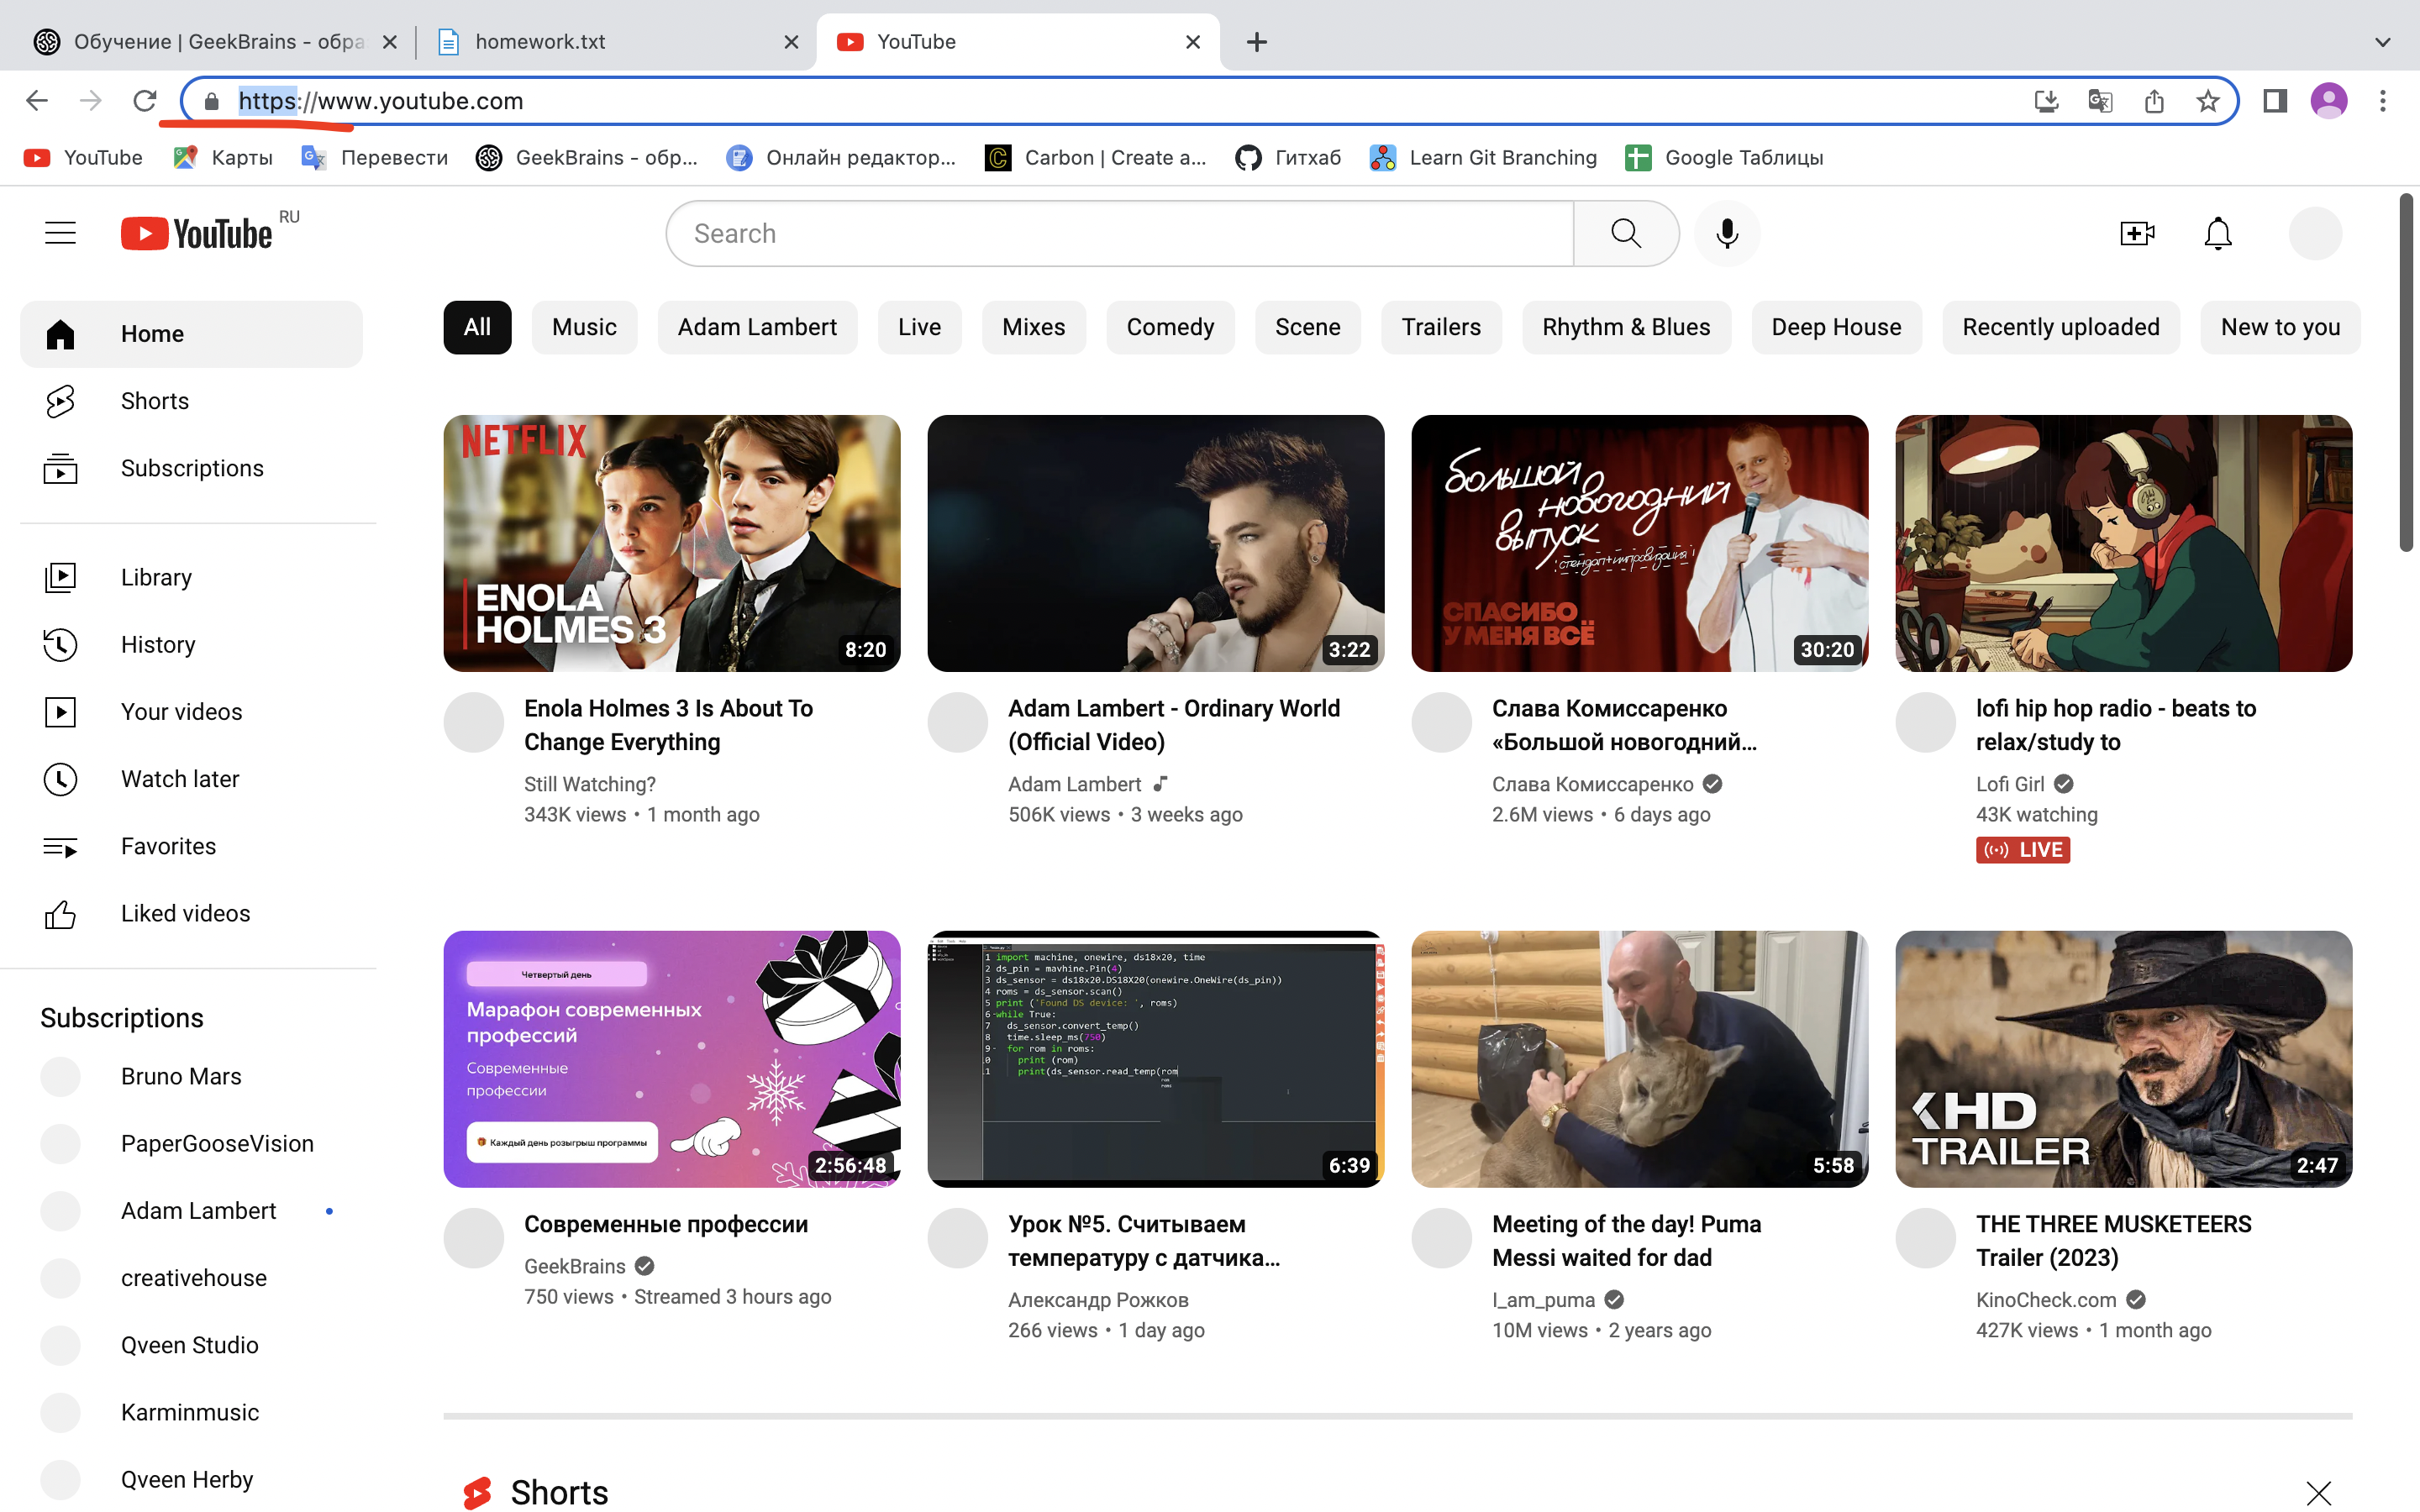 Обучение | GeekBrains - обра
homework.txt
YouTube
https://www.youtube.com
YouTube
Карты
Перевести
GeekBrains - обр...
Онлайн редактор...
Carbon | Create a...
Гитхаб
Learn Git Branching
Google Таблицы
YouTube RU
Search
Home
Shorts
Subscriptions
Library
History
Your videos
Watch later
Favorites
Liked videos
Subscriptions
Bruno Mars
PaperGooseVision
Adam Lambert
creativehouse
Qveen Studio
Karminmusic
Qveen Herby
All
Music
Adam Lambert
Live
Mixes
Comedy
Scene
Trailers
Rhythm & Blues
Deep House
Recently uploaded
New to you
NETFLIX
ENOLA
HOLMES 3
8:20
Enola Holmes 3 Is About To
Change Everything
Still Watching?
343K views • 1 month ago
3:22
Adam Lambert - Ordinary World
(Official Video)
Adam Lambert
506K views • 3 weeks ago
большой
новогодний
выпуск
стендап+импровизация
СПАСИБО
У МЕНЯ ВСЁ
30:20
Слава Комиссаренко
«Большой новогодний...
Слава Комиссаренко
2.6M views • 6 days ago
lofi hip hop radio - beats to
relax/study to
Lofi Girl
43K watching
LIVE
Четвертый день
Марафон современных
профессий
Современные
профессии
Каждый день розыгрыш программы
2:56:48
Современные профессии
GeekBrains
750 views • Streamed 3 hours ago
1 import machine, onewire, ds18x20, time
2 ds_pin = mavhine.Pin(4)
3 ds_sensor = ds18x20.DS18X20(onewire.OneWire(ds_pin))
4 roms = ds_sensor.scan()
5 print ('Found DS device: ', roms)
6 while True:
7 ds_sensor.convert_temp()
8 time.sleep_ms(750)
9 for rom in roms:
0 print (rom)
1 print(ds_sensor.read_temp(rom
6:39
Урок №5. Считываем
температуру с датчика...
Александр Рожков
266 views • 1 day ago
5:58
Meeting of the day! Puma
Messi waited for dad
I_am_puma
10M views • 2 years ago
HD
TRAILER
2:47
THE THREE MUSKETEERS
Trailer (2023)
KinoCheck.com
427K views • 1 month ago
Shorts